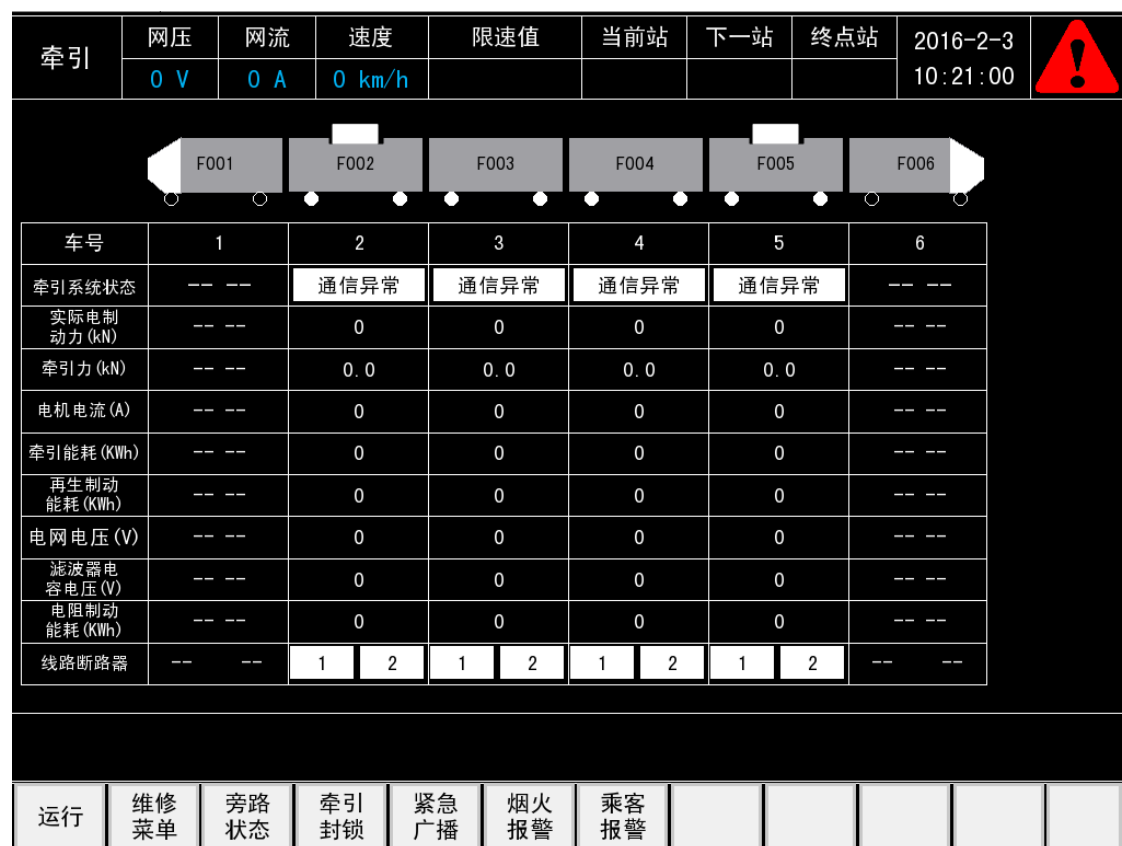 牵引 网压 网流 速度 限速值 当前站 下一站 终点站 2016-2-3
0 V 0 A 0 km/h 10:21:00
F001 F002 F003 F004 F005 F006
车号 1 2 3 4 5 6
牵引系统状态 -- -- 通信异常 通信异常 通信异常 通信异常 -- --
实际电制
动力(kN) -- -- 0 0 0 0 -- --
牵引力(kN) -- -- 0.0 0.0 0.0 0.0 -- --
电机电流(A) -- -- 0 0 0 0 -- --
牵引能耗(KWh) -- -- 0 0 0 0 -- --
再生制动
能耗(KWh) -- -- 0 0 0 0 -- --
电网电压(V) -- -- 0 0 0 0 -- --
滤波器电
容电压(V) -- -- 0 0 0 0 -- --
电阻制动
能耗(KWh) -- -- 0 0 0 0 -- --
线路断路器 -- -- 1 2 1 2 1 2 1 2 -- --
运行
维修
菜单
旁路
状态
牵引
封锁
紧急
广播
烟火
报警
乘客
报警